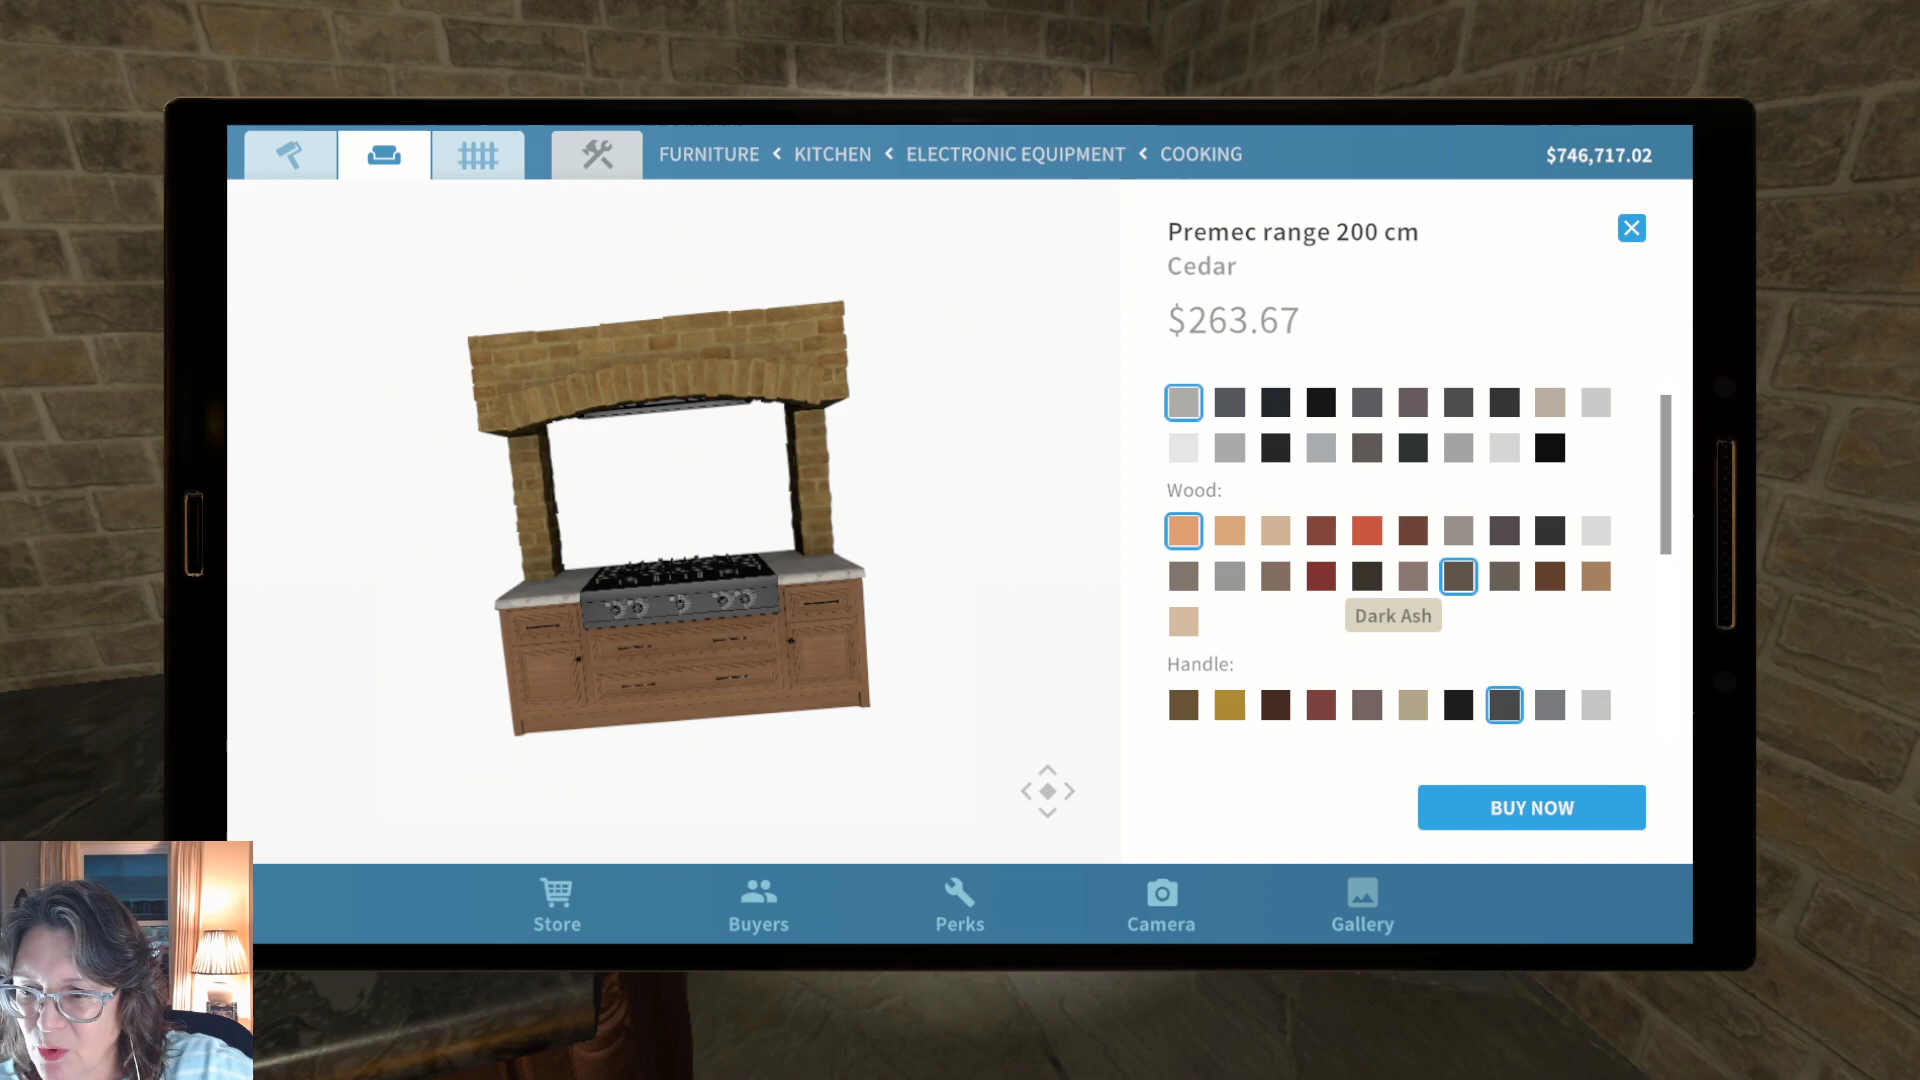 FURNITURE < KITCHEN < ELECTRONIC EQUIPMENT < COOKING
$746,717.02
Premec range 200 cm
Cedar
$263.67
Wood:
Dark Ash
Handle:
BUY NOW
Store
Buyers
Perks
Camera
Gallery